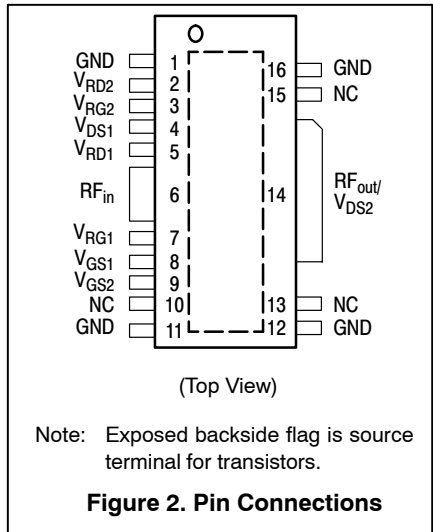 GND 1 16 GND
VRD2 2 15 NC
VRG2 3
VDS1 4
VRD1 5
RFin 6 14 RFout/
VDS2
VRG1 7
VGS1 8
VGS2 9
NC 10 13 NC
GND 11 12 GND
(Top View)
Note: Exposed backside flag is source
terminal for transistors.
Figure 2. Pin Connections